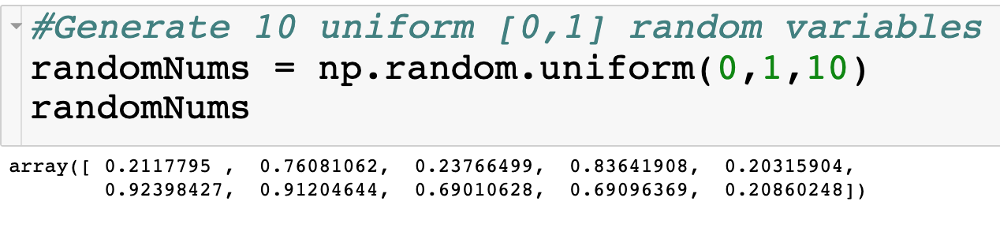 #Generate 10 uniform [0,1] random variables
randomNums = np.random.uniform(0,1,10)
randomNums
array([ 0.2117795 ,  0.76081062,  0.23766499,  0.83641908,  0.20315904,
        0.92398427,  0.91204644,  0.69010628,  0.69096369,  0.20860248])